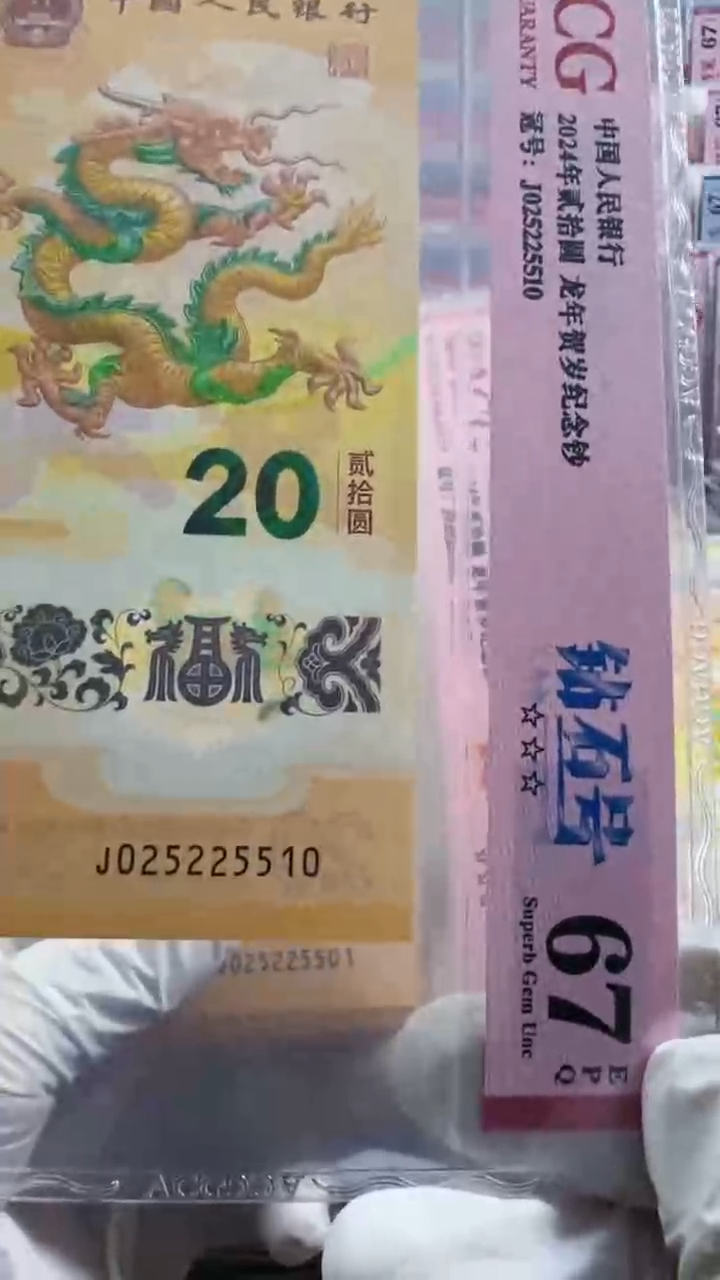 中国人民银行
20
贰拾圆
福
J025225510
J025225501
CG
ARANTY
中国人民银行
2024年贰拾圆 龙年贺岁纪念钞
冠号：J025225510
钻石号
☆☆☆
67
EPQ
Superb Gem Unc